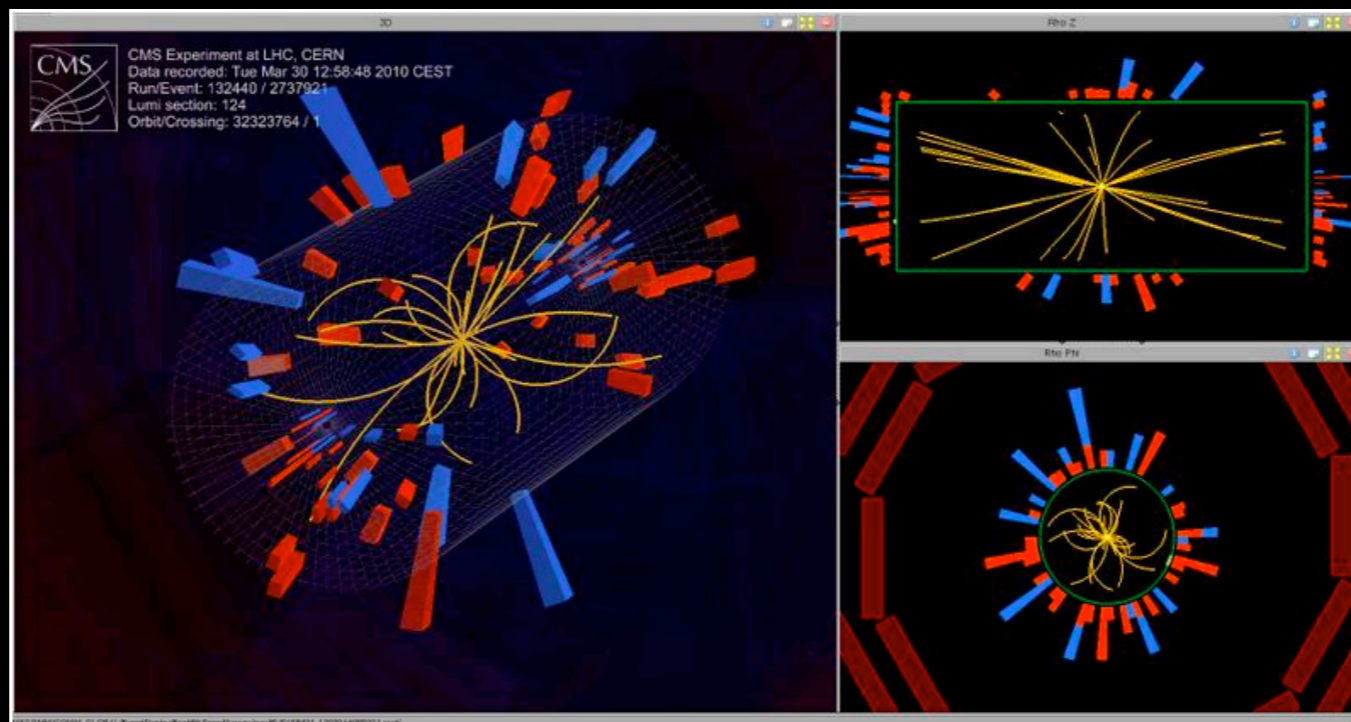 3D
CMS
CMS Experiment at LHC, CERN
Data recorded: Tue Mar 30 12:58:48 2010 CEST
Run/Event: 132440 / 2737921
Lumi section: 124
Orbit/Crossing: 32323764 / 1
Rho Z
Rho Phi